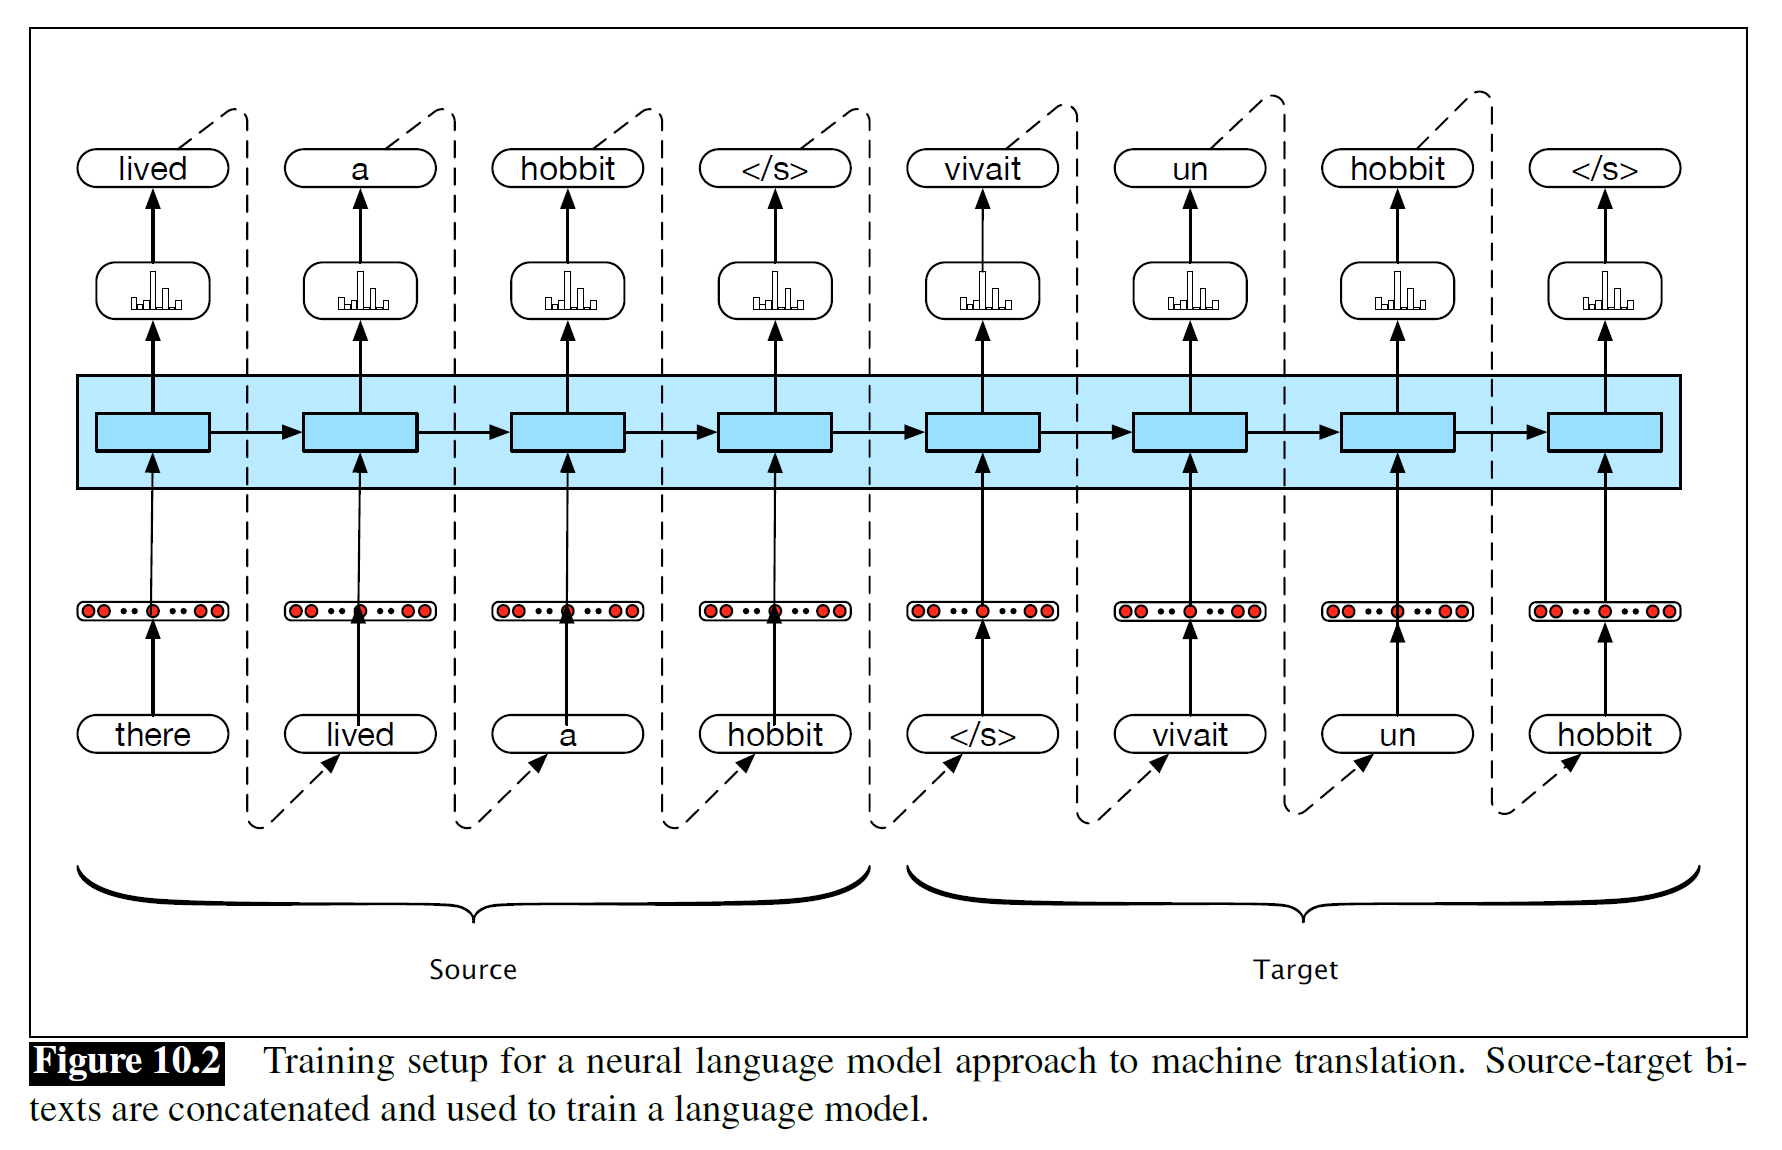 lived a hobbit </s> vivait un hobbit </s>
there lived a hobbit </s> vivait un hobbit
Source Target
Figure 10.2 Training setup for a neural language model approach to machine translation. Source-target bi-
texts are concatenated and used to train a language model.